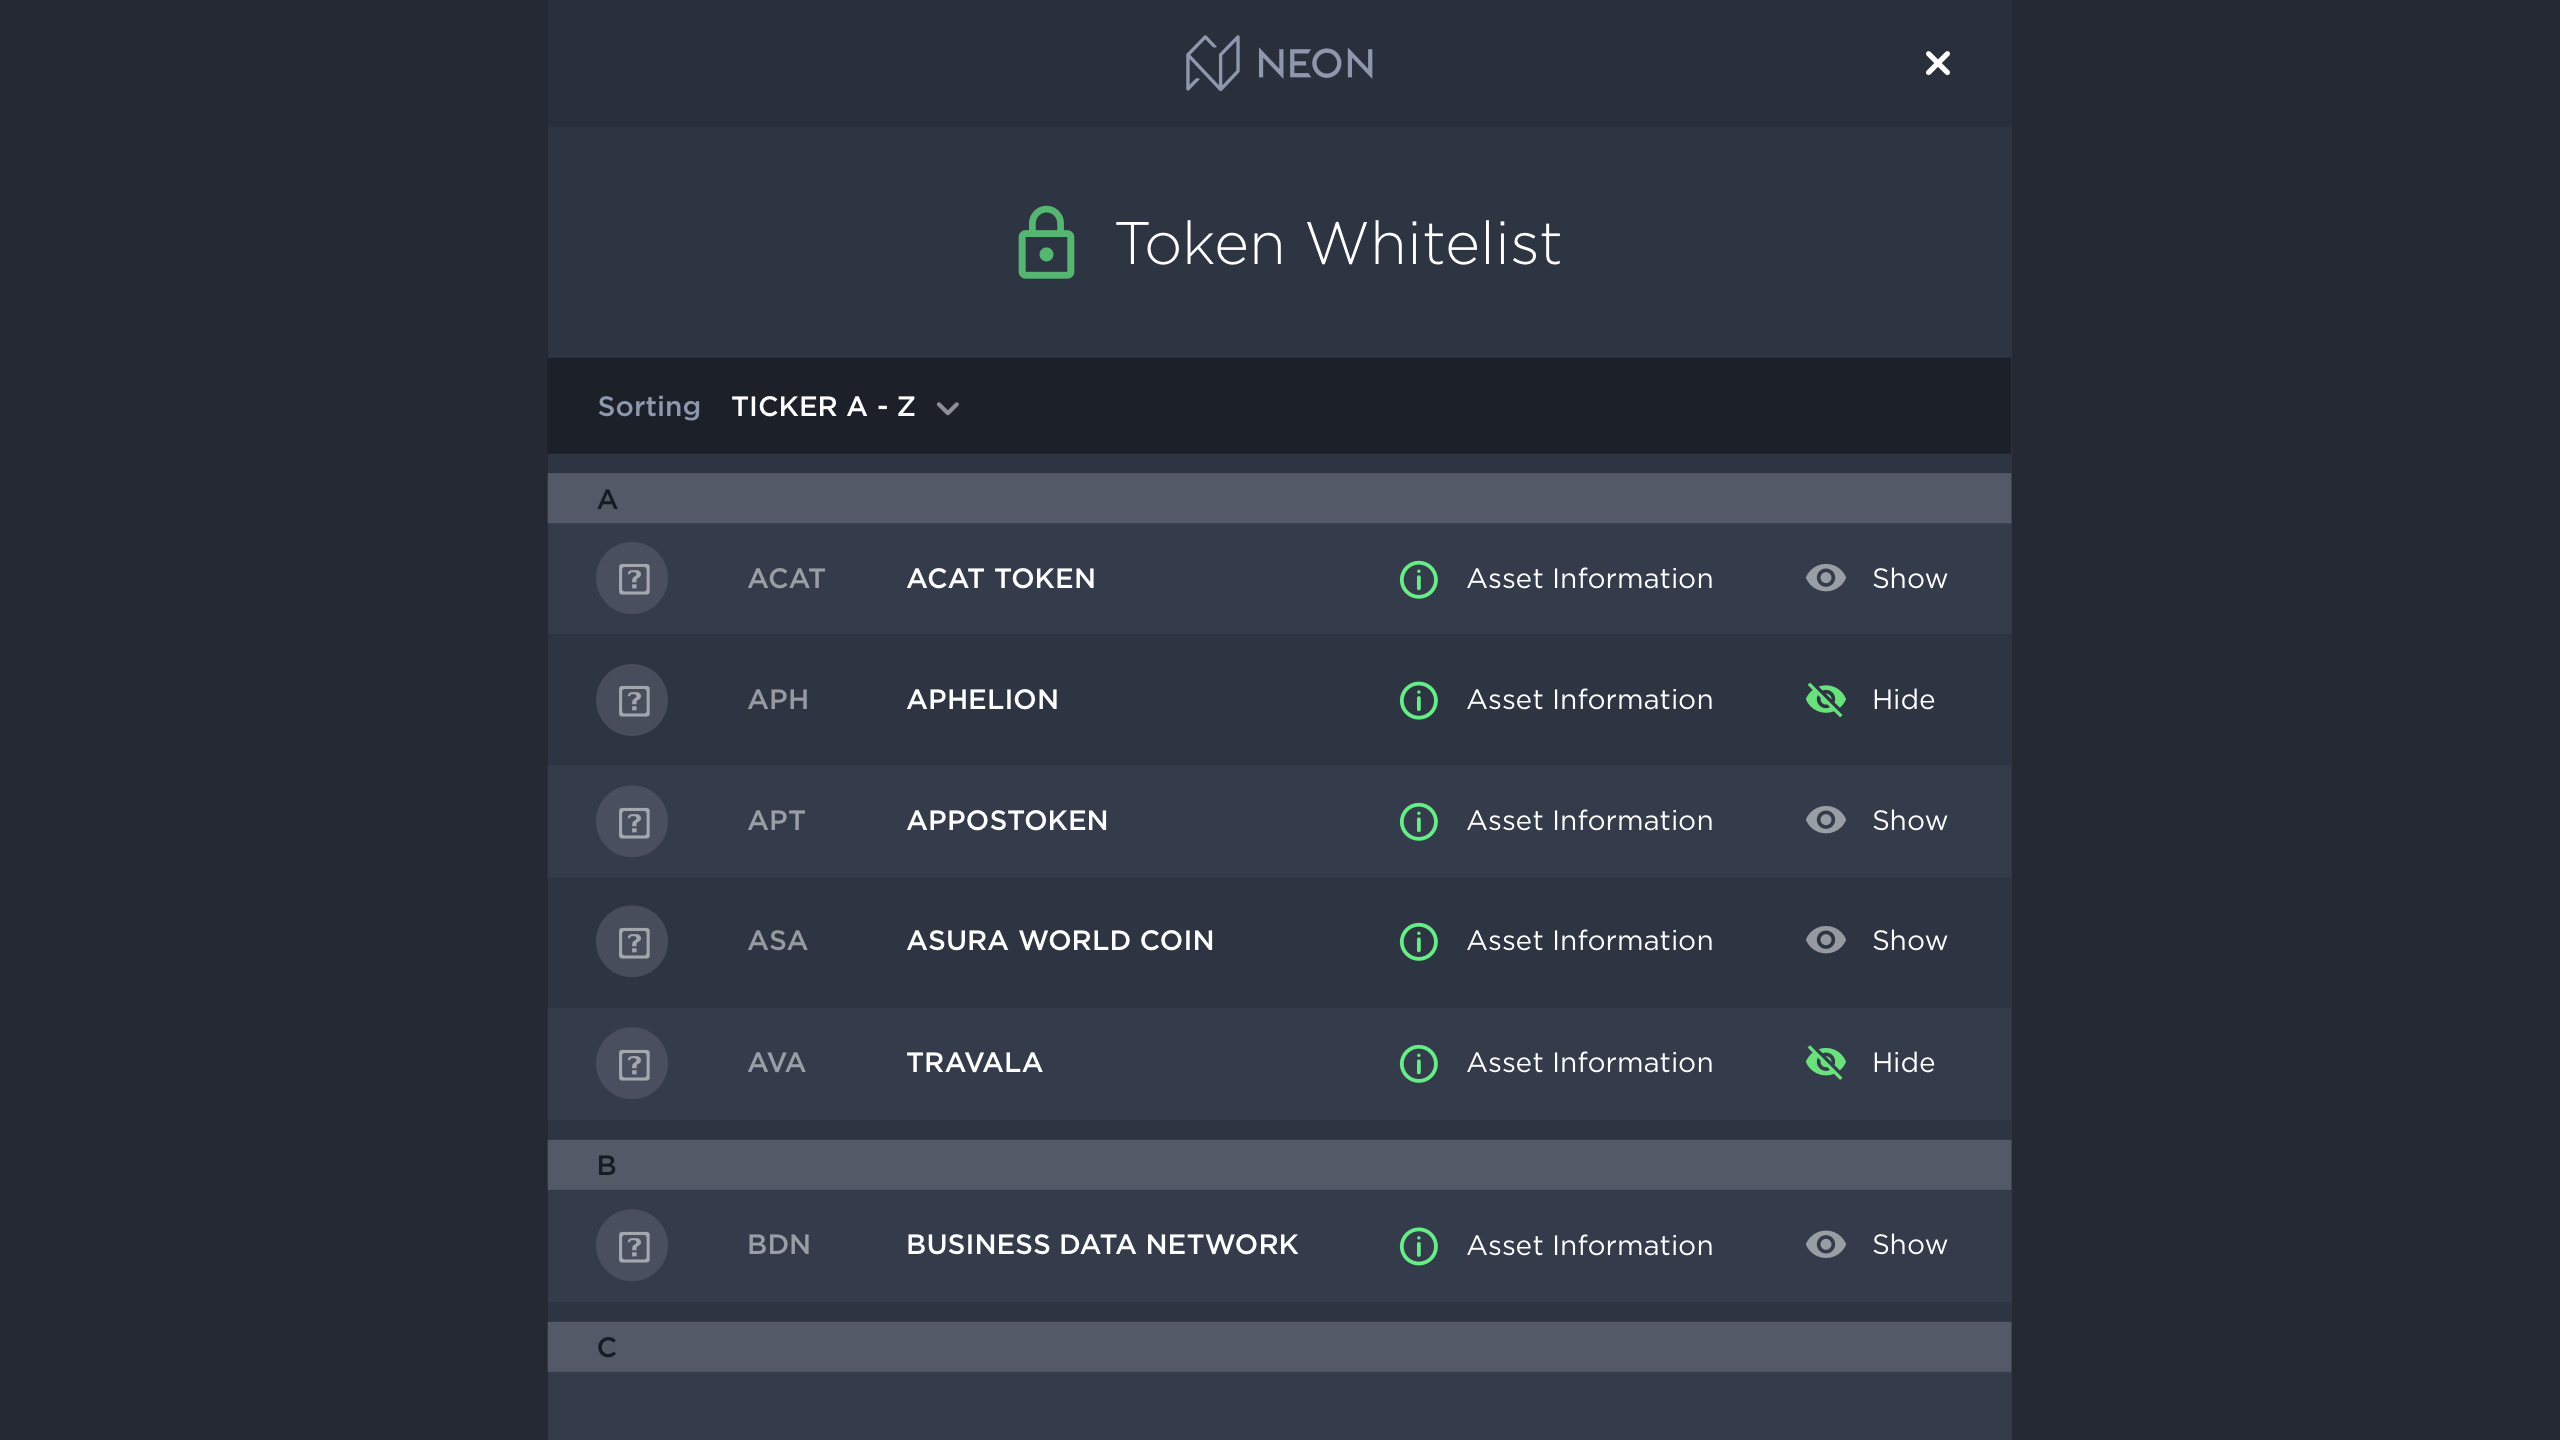 NEON
Token Whitelist
Sorting TICKER A - Z
A
ACAT ACAT TOKEN Asset Information Show
APH APHELION Asset Information Hide
APT APPOSTOKEN Asset Information Show
ASA ASURA WORLD COIN Asset Information Show
AVA TRAVALA Asset Information Hide
B
BDN BUSINESS DATA NETWORK Asset Information Show
C